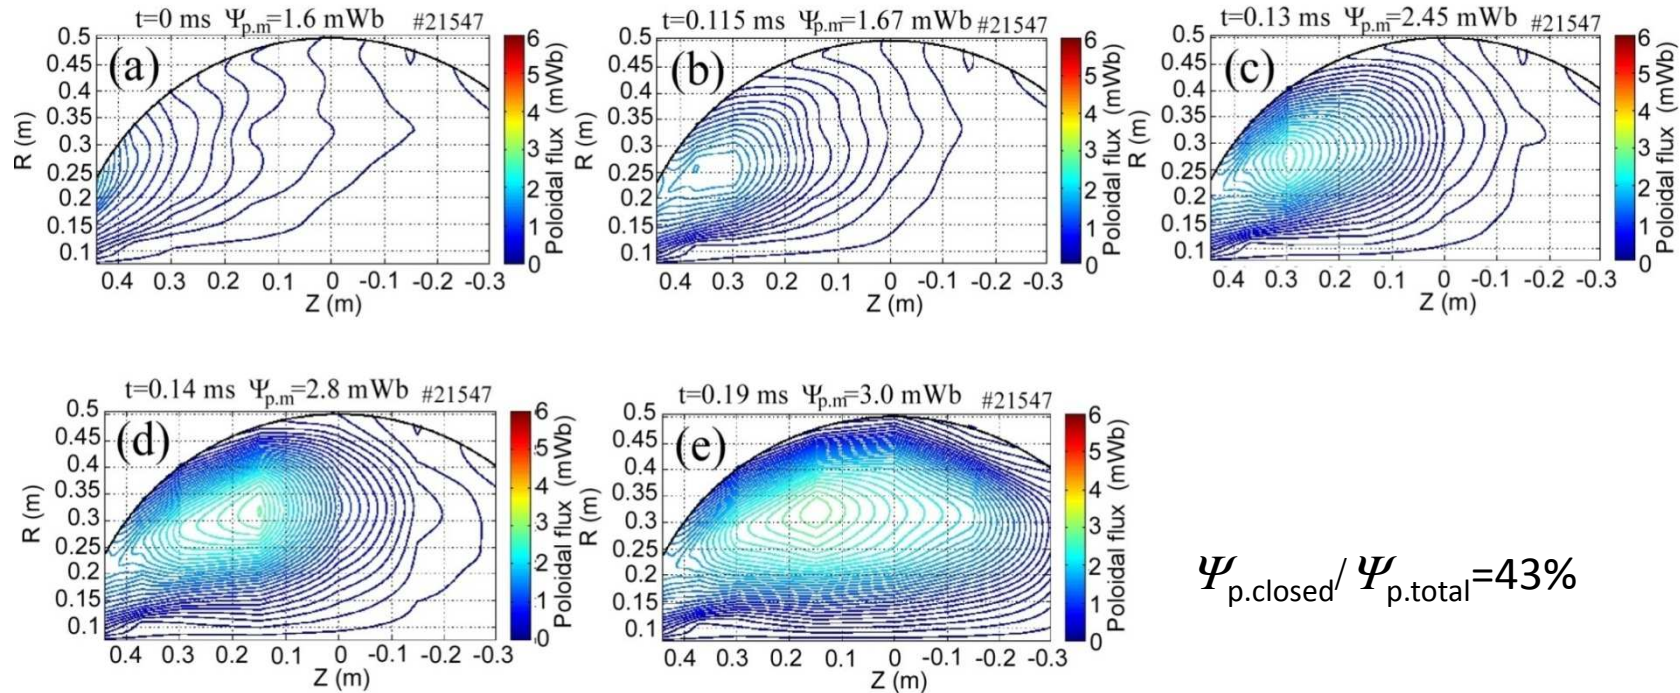 t=0 ms Ψp.m=1.6 mWb #21547
(a)
R (m)
0.5
0.45
0.4
0.35
0.3
0.25
0.2
0.15
0.1
0.4 0.3 0.2 0.1 0 -0.1 -0.2 -0.3
Z (m)
6
5
4
3
2
1
0
Poloidal flux (mWb)
t=0.115 ms Ψp.m=1.67 mWb #21547
(b)
R (m)
0.5
0.45
0.4
0.35
0.3
0.25
0.2
0.15
0.1
0.4 0.3 0.2 0.1 0 -0.1 -0.2 -0.3
Z (m)
6
5
4
3
2
1
0
Poloidal flux (mWb)
t=0.13 ms Ψp.m=2.45 mWb #21547
(c)
R (m)
0.5
0.45
0.4
0.35
0.3
0.25
0.2
0.15
0.1
0.4 0.3 0.2 0.1 0 -0.1 -0.2 -0.3
Z (m)
6
5
4
3
2
1
0
Poloidal flux (mWb)
t=0.14 ms Ψp.m=2.8 mWb #21547
(d)
R (m)
0.5
0.45
0.4
0.35
0.3
0.25
0.2
0.15
0.1
0.4 0.3 0.2 0.1 0 -0.1 -0.2 -0.3
Z (m)
6
5
4
3
2
1
0
Poloidal flux (mWb)
t=0.19 ms Ψp.m=3.0 mWb #21547
(e)
R (m)
0.5
0.45
0.4
0.35
0.3
0.25
0.2
0.15
0.1
0.4 0.3 0.2 0.1 0 -0.1 -0.2 -0.3
Z (m)
6
5
4
3
2
1
0
Poloidal flux (mWb)
Ψp.closed/ Ψp.total=43%